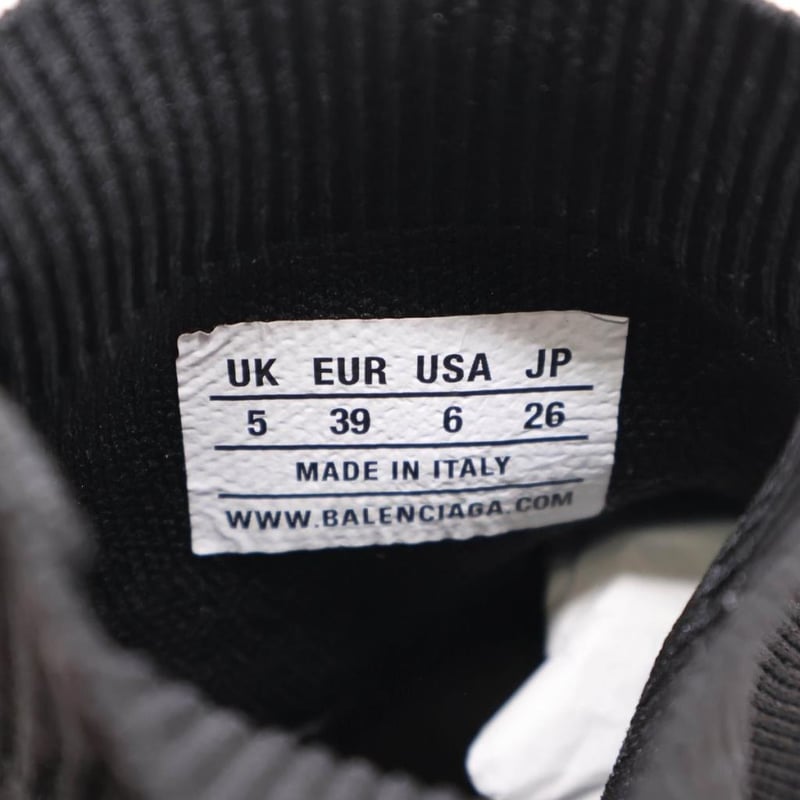 UK EUR USA JP
5 39 6 26
MADE IN ITALY
WWW.BALENCIAGA.COM